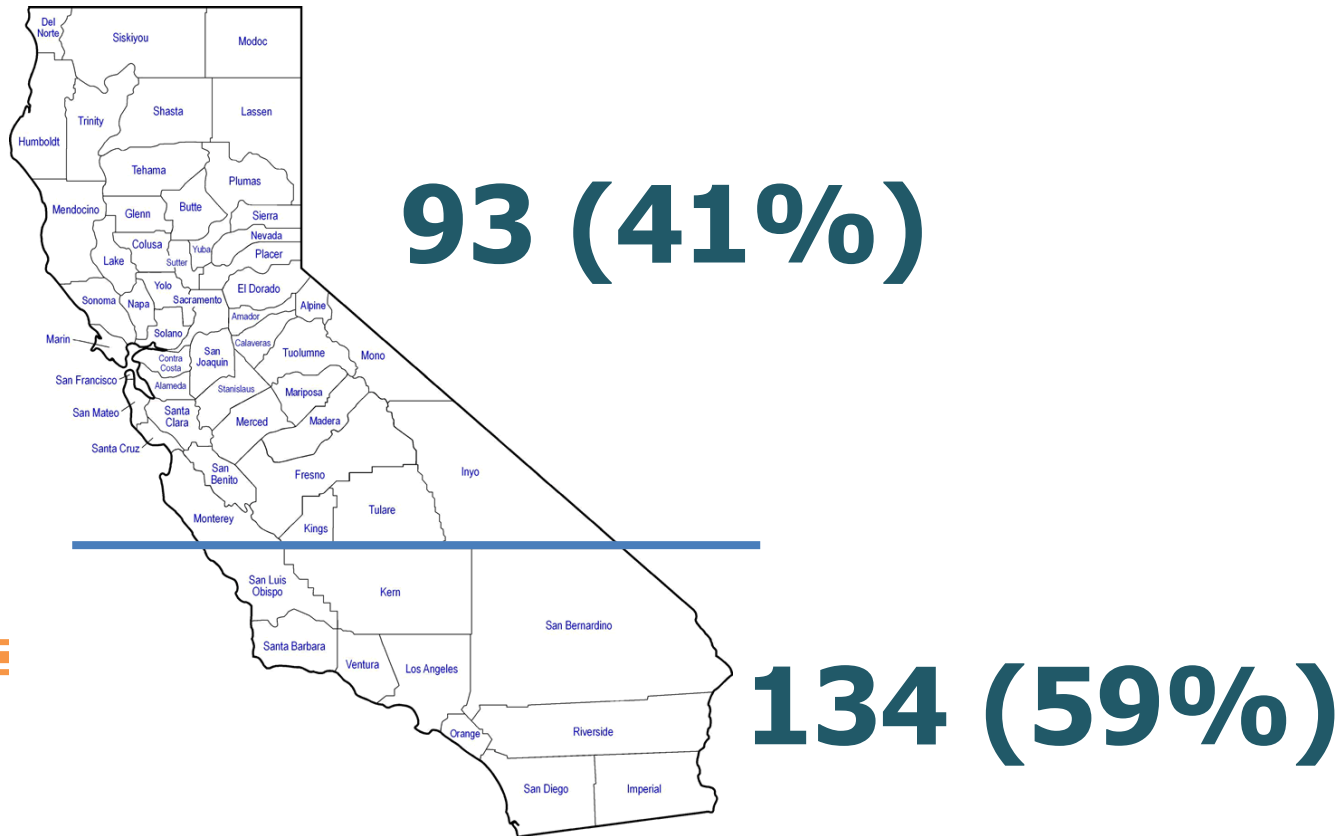 Del
Norte
Siskiyou
Modoc
Humboldt
Trinity
Shasta
Lassen
Tehama
Plumas
Mendocino
Glenn
Butte
Sierra
93 (41%)
Colusa
Nevada
Lake
Sutter
Yuba
Placer
Sonoma
Napa
Yolo
Sacramento
El Dorado
Alpine
Amador
Marin
Solano
Calaveras
Contra
Costa
San
Joaquin
Tuolumne
Mono
San Francisco
Alameda
Stanislaus
Mariposa
San Mateo
Santa
Clara
Merced
Madera
Santa Cruz
San
Benito
Fresno
Inyo
Monterey
Kings
Tulare
San Luis
Obispo
Kern
San Bernardino
Santa Barbara
Ventura
Los Angeles
134 (59%)
Orange
Riverside
San Diego
Imperial